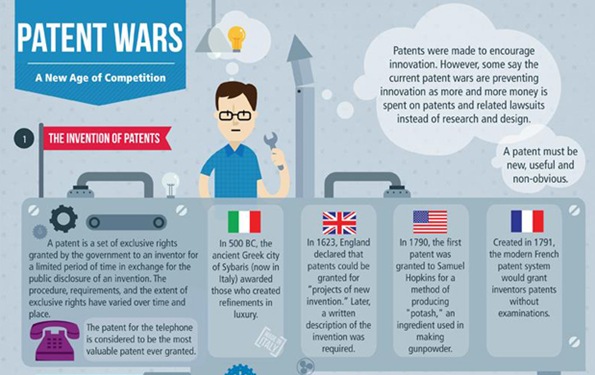 PATENT WARS
A New Age of Competition
Patents were made to encourage
innovation. However, some say the
current patent wars are preventing
innovation as more and more money is
spent on patents and related lawsuits
instead of research and design.
A patent must be
new, useful and
non-obvious.
1
THE INVENTION OF PATENTS
A patent is a set of exclusive rights
granted by the government to an inventor for
a limited period of time in exchange for the
public disclosure of an invention. The
procedure, requirements, and the extent of
exclusive rights have varied over time and
place.
The patent for the telephone
is considered to be the most
valuable patent ever granted.
In 500 BC, the
ancient Greek city
of Sybaris (now in
Italy) awarded
those who created
refinements in
luxury.
MADE IN
ITALY
In 1623, England
declared that
patents could be
granted for
"projects of new
invention." Later,
a written
description of the
invention was
required.
In 1790, the first
patent was
granted to Samuel
Hopkins for a
method of
producing
"potash," an
ingredient used in
making
gunpowder.
Created in 1791,
the modern French
patent system
would grant
inventors patents
without
examinations.